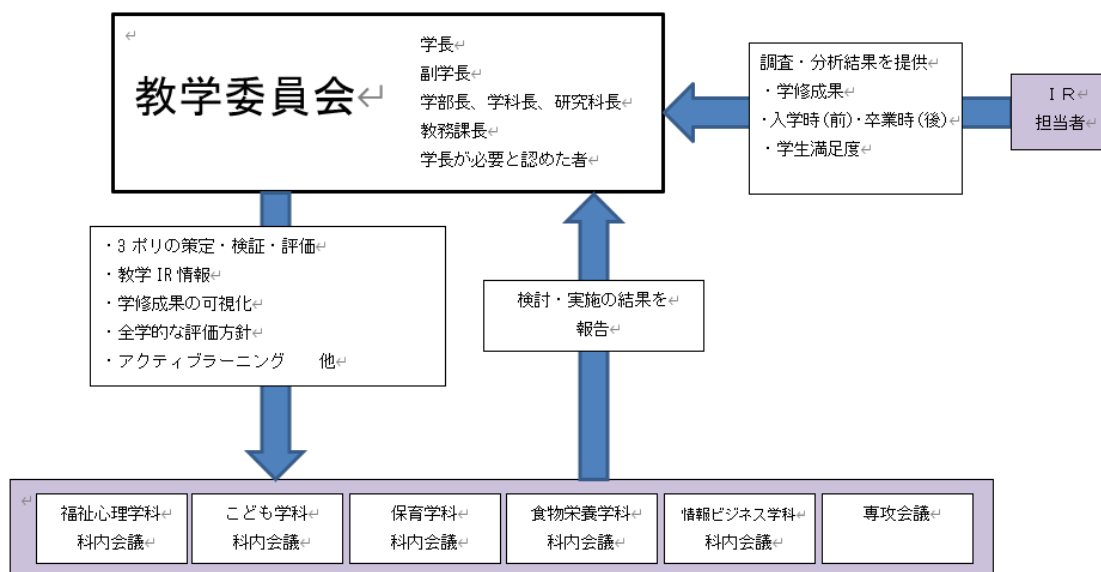 教学委員会
学長
副学長
学部長、学科長、研究科長
教務課長
学長が必要と認めた者
調査・分析結果を提供
・学修成果
・入学時(前)・卒業時(後)
・学生満足度
ＩＲ
担当者
・3 ポリの策定・検証・評価
・教学 IR 情報
・学修成果の可視化
・全学的な評価方針
・アクティブラーニング　　他
検討・実施の結果を
報告
福祉心理学科
科内会議
こども学科
科内会議
保育学科
科内会議
食物栄養学科
科内会議
情報ビジネス学科
科内会議
専攻会議